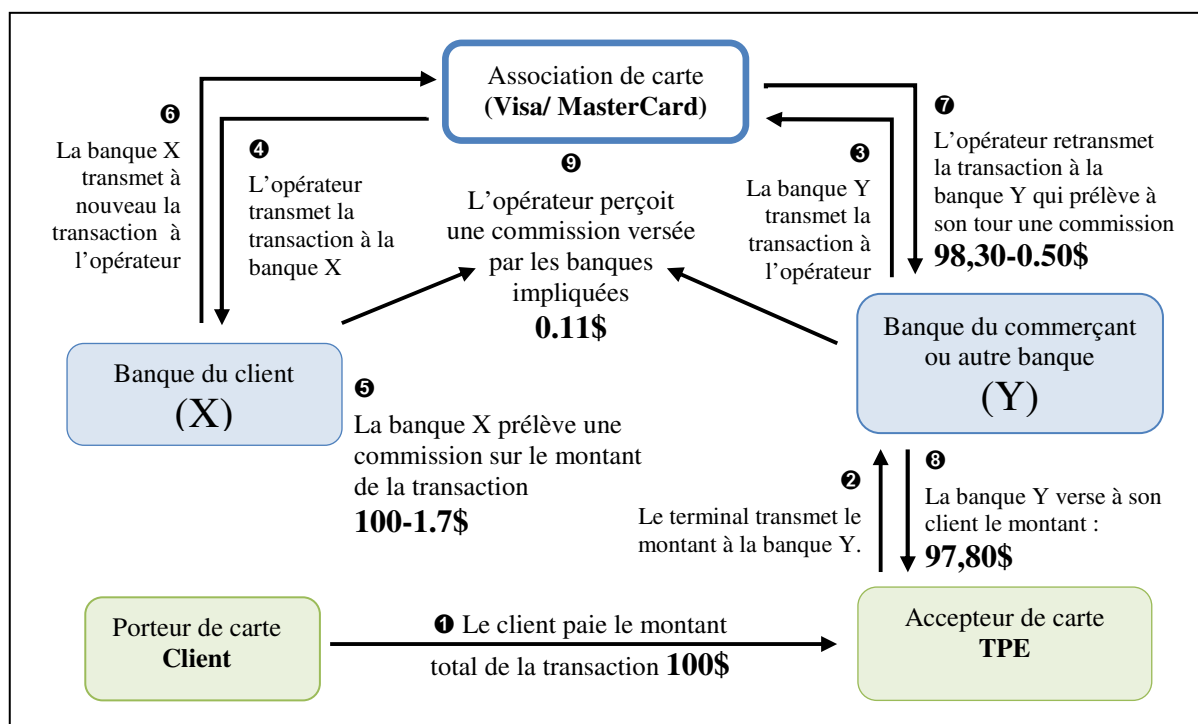 Association de carte
(Visa/ MasterCard)
❻
La banque X
transmet à
nouveau la
transaction à
l’opérateur
❹
L’opérateur
transmet la
transaction à la
banque X
❾
L’opérateur perçoit
une commission versée
par les banques
impliquées
0.11$
❸
La banque Y
transmet la
transaction à
l’opérateur
❼
L’opérateur retransmet
la transaction à la
banque Y qui prélève à
son tour une commission
98,30-0.50$
Banque du client
(X)
❺
La banque X prélève une
commission sur le montant
de la transaction
100-1.7$
Banque du commerçant
ou autre banque
(Y)
❷
Le terminal transmet le
montant à la banque Y.
❽
La banque Y verse à son
client le montant :
97,80$
Porteur de carte
Client
❶ Le client paie le montant
total de la transaction 100$
Accepteur de carte
TPE